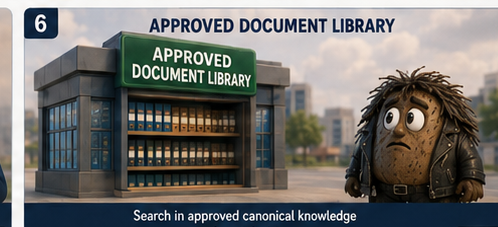 6
APPROVED DOCUMENT LIBRARY
APPROVED
DOCUMENT LIBRARY
Search in approved canonical knowledge